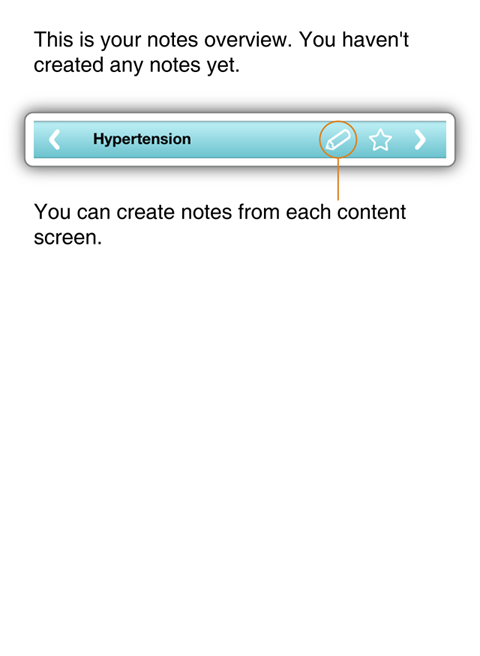 This is your notes overview. You haven't
created any notes yet.
Hypertension
You can create notes from each content
screen.